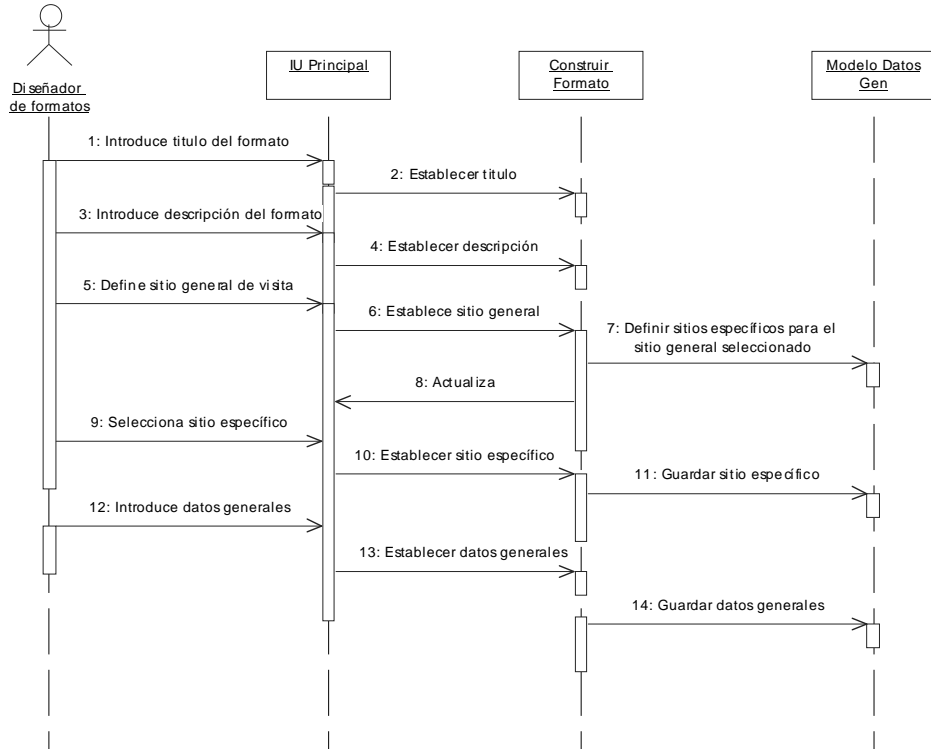 Diseñador
de formatos
IU Principal
Construir
Formato
Modelo Datos
Gen
1: Introduce titulo del formato
2: Establecer titulo
3: Introduce descripción del formato
4: Establecer descripción
5: Define sitio general de visita
6: Establece sitio general
7: Definir sitios específicos para el
sitio general seleccionado
8: Actualiza
9: Selecciona sitio específico
10: Establecer sitio específico
11: Guardar sitio específico
12: Introduce datos generales
13: Establecer datos generales
14: Guardar datos generales